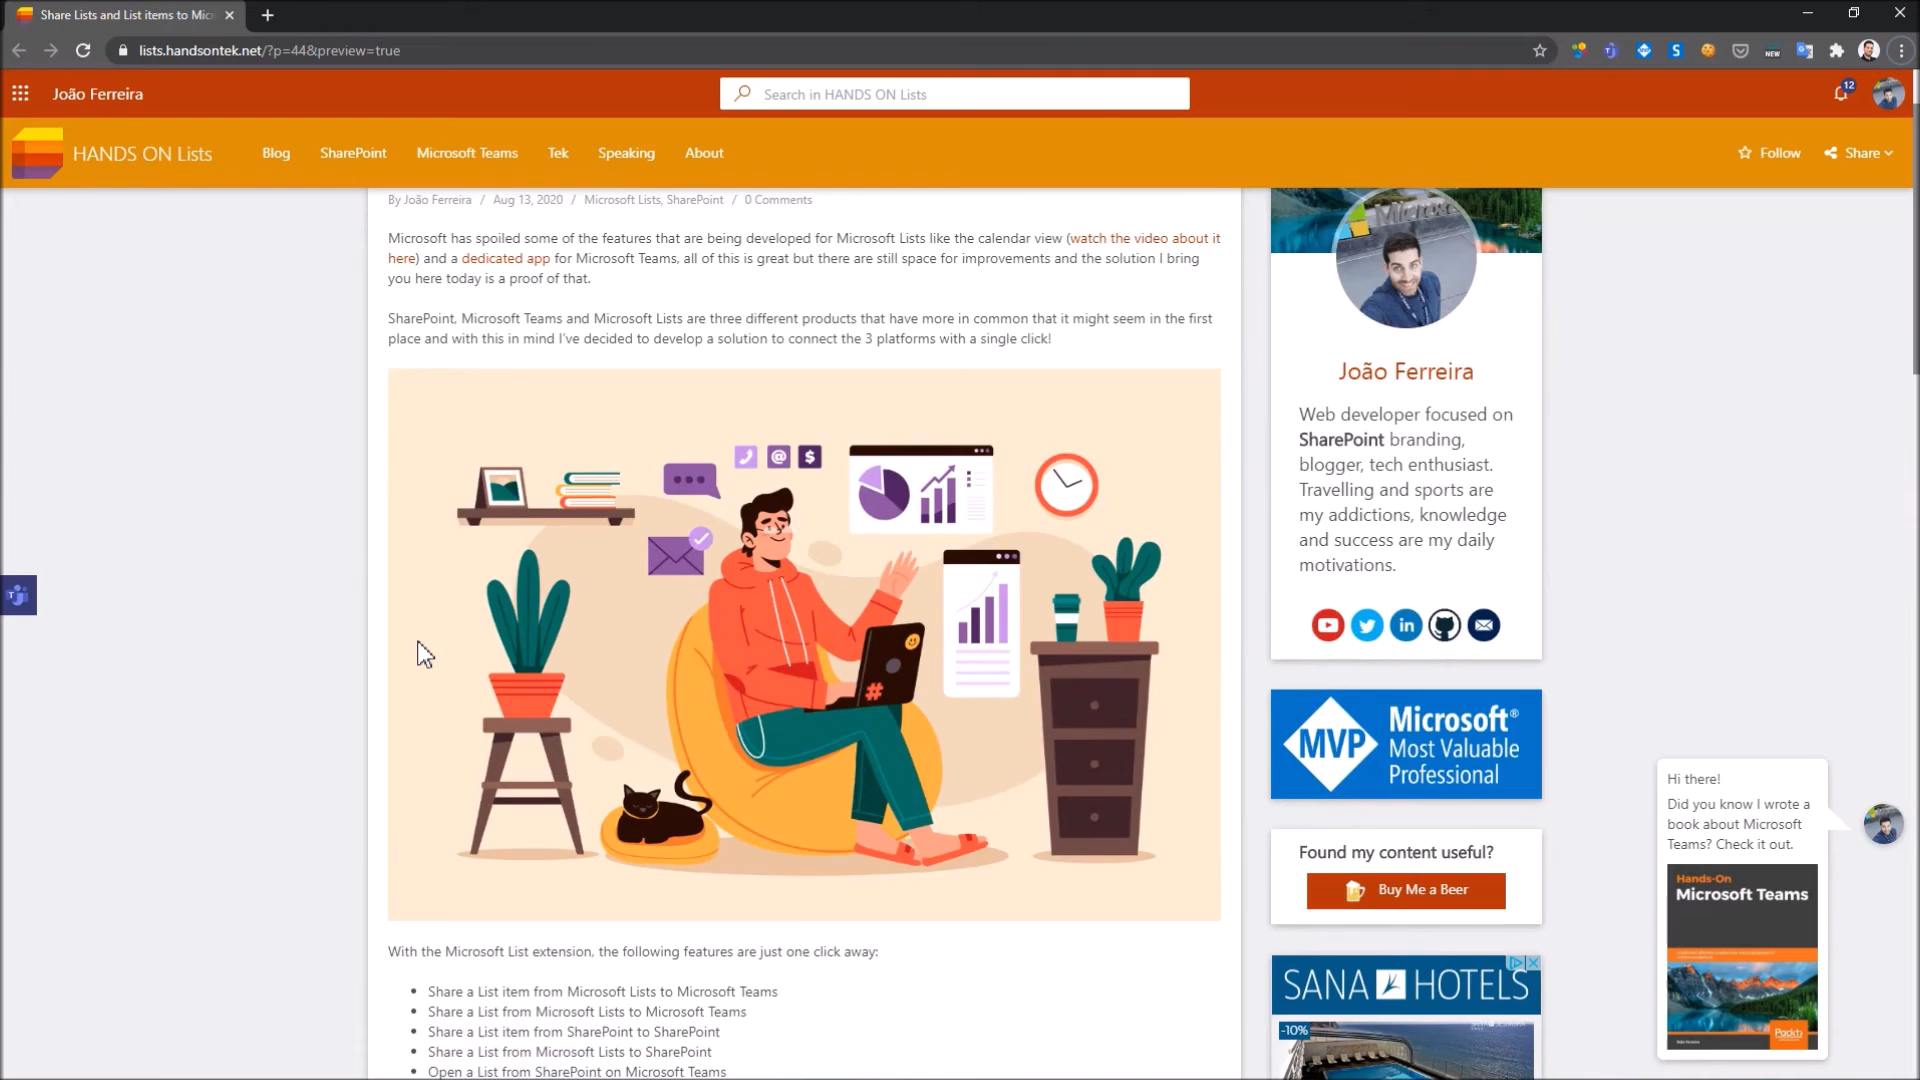 Share Lists and List items to Mic
lists.handsontek.net/?p=44&preview=true
NEW
João Ferreira
Search in HANDS ON Lists
12
HANDS ON Lists
Blog
SharePoint
Microsoft Teams
Tek
Speaking
About
Follow
Share
By João Ferreira / Aug 13, 2020 / Microsoft Lists, SharePoint / 0 Comments
Microsoft has spoiled some of the features that are being developed for Microsoft Lists like the calendar view (watch the video about it
here) and a dedicated app for Microsoft Teams, all of this is great but there are still space for improvements and the solution I bring
you here today is a proof of that.
SharePoint, Microsoft Teams and Microsoft Lists are three different products that have more in common that it might seem in the first
place and with this in mind I've decided to develop a solution to connect the 3 platforms with a single click!
With the Microsoft List extension, the following features are just one click away:
• Share a List item from Microsoft Lists to Microsoft Teams
• Share a List from Microsoft Lists to Microsoft Teams
• Share a List item from SharePoint to SharePoint
• Share a List from Microsoft Lists to SharePoint
• Open a List from SharePoint on Microsoft Teams
João Ferreira
Web developer focused on
SharePoint branding,
blogger, tech enthusiast.
Travelling and sports are
my addictions, knowledge
and success are my daily
motivations.
MVP
Microsoft®
Most Valuable
Professional
Found my content useful?
Buy Me a Beer
SANA HOTELS
-10%
Hi there!
Did you know I wrote a
book about Microsoft
Teams? Check it out.
Hands-On
Microsoft Teams
Packt